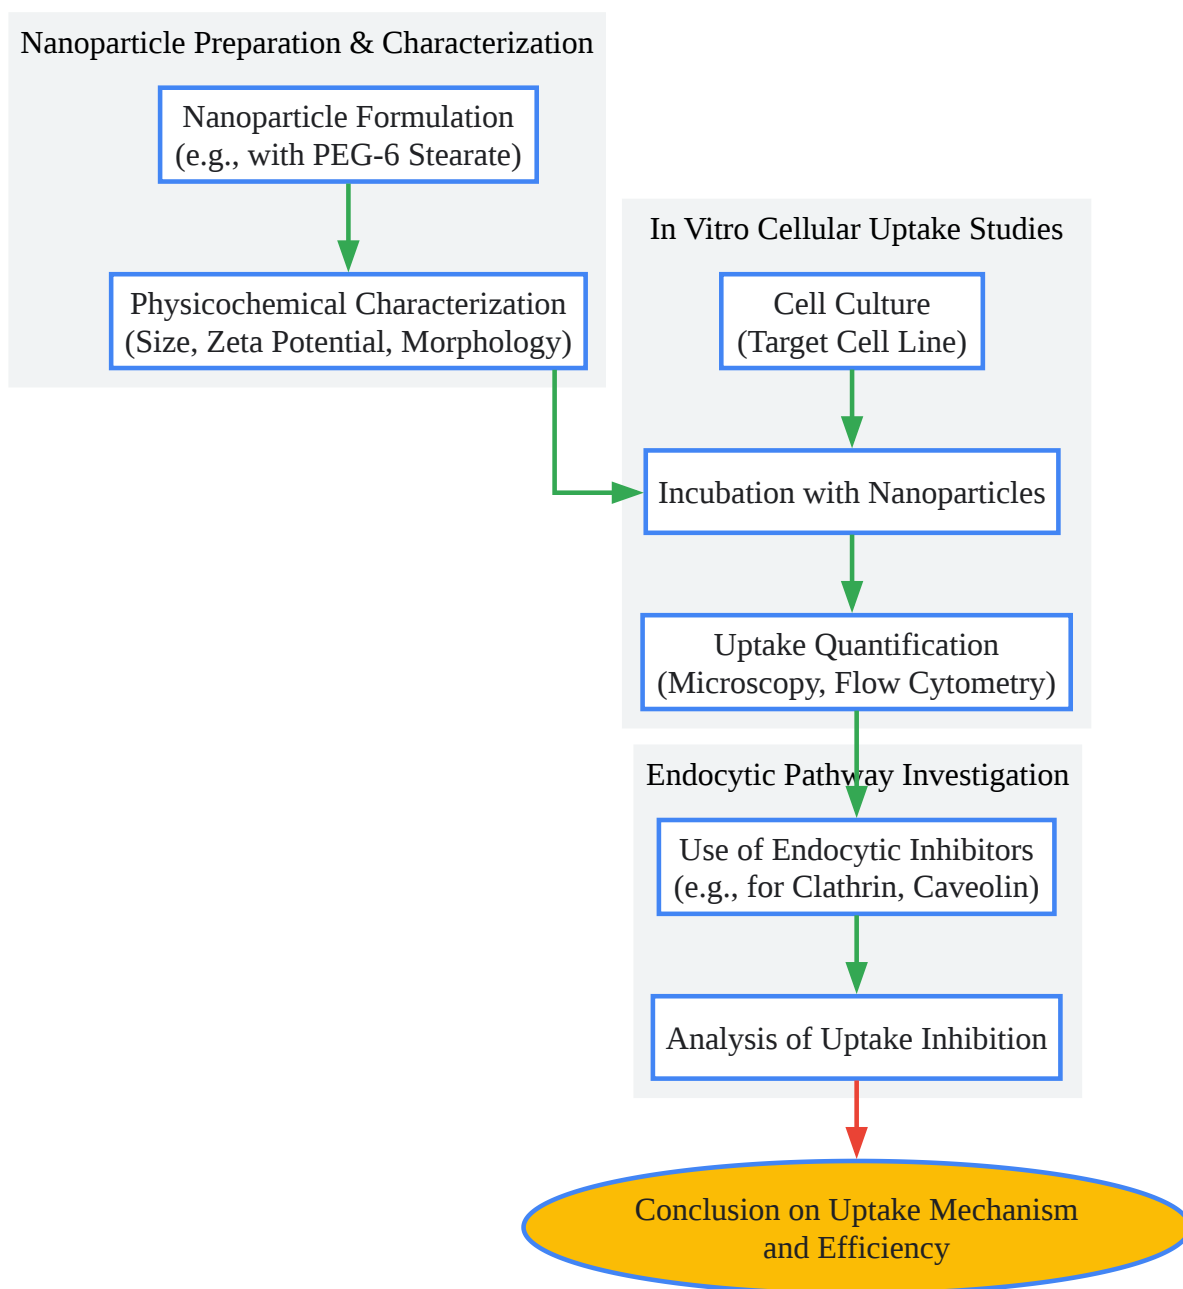 Nanoparticle Preparation & Characterization
Nanoparticle Formulation
(e.g., with PEG-6 Stearate)
Physicochemical Characterization
(Size, Zeta Potential, Morphology)
In Vitro Cellular Uptake Studies
Cell Culture
(Target Cell Line)
Incubation with Nanoparticles
Uptake Quantification
(Microscopy, Flow Cytometry)
Endocytic Pathway Investigation
Use of Endocytic Inhibitors
(e.g., for Clathrin, Caveolin)
Analysis of Uptake Inhibition
Conclusion on Uptake Mechanism
and Efficiency